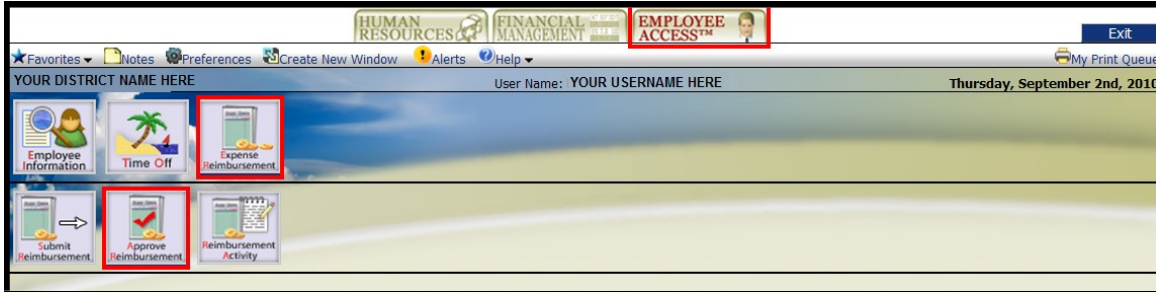 HUMAN RESOURCES
FINANCIAL MANAGEMENT
EMPLOYEE ACCESS™
Exit
Favorites Notes Preferences Create New Window Alerts Help My Print Queue
YOUR DISTRICT NAME HERE User Name: YOUR USERNAME HERE Thursday, September 2nd, 2010
Employee Information
Time Off
Expense Reimbursement
Submit Reimbursement
Approve Reimbursement
Reimbursement Activity